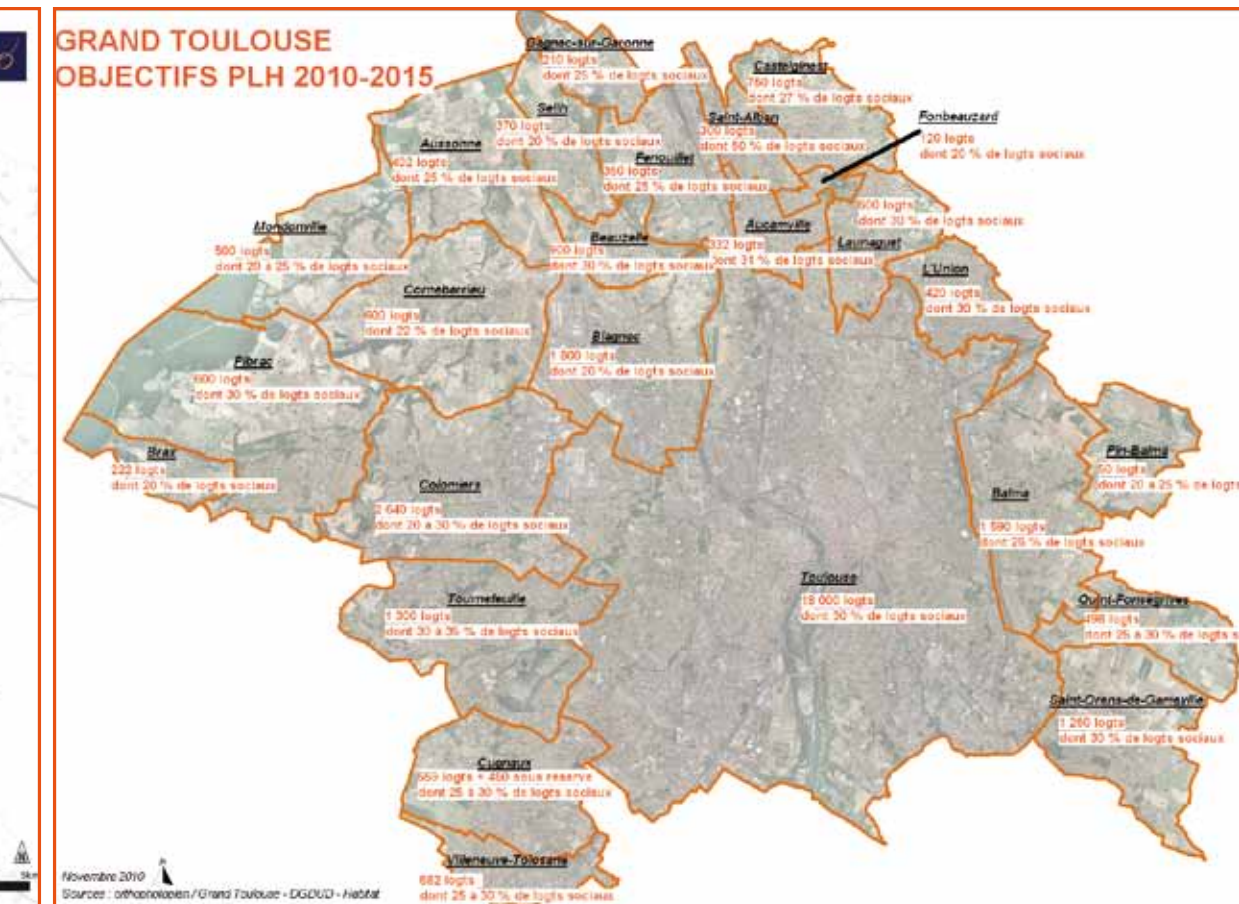 GRAND TOULOUSE
OBJECTIFS PLH 2010-2015
Gagnac-sur-Garonne
210 logts
dont 25 % de logts sociaux
Castelginest
750 logts
dont 27 % de logts sociaux
Seilh
370 logts
dont 20 % de logts sociaux
Saint-Alban
300 logts
dont 50 % de logts sociaux
Fonbeauzard
120 logts
dont 20 % de logts sociaux
Aussonne
402 logts
dont 25 % de logts sociaux
Fenouillet
350 logts
dont 25 % de logts sociaux
600 logts
dont 30 % de logts sociaux
Launaguet
Mondonville
500 logts
dont 20 à 25 % de logts sociaux
Beauzelle
900 logts
dont 30 % de logts sociaux
Aucamville
332 logts
dont 31 % de logts sociaux
L'Union
420 logts
dont 30 % de logts sociaux
Cornebarrieu
600 logts
dont 22 % de logts sociaux
Blagnac
1 800 logts
dont 20 % de logts sociaux
Pibrac
600 logts
dont 30 % de logts sociaux
Brax
222 logts
dont 20 % de logts sociaux
Colomiers
2 640 logts
dont 20 à 30 % de logts sociaux
Pin-Balma
50 logts
dont 20 à 25 % de logts
Balma
1 590 logts
dont 25 % de logts sociaux
Toulouse
18 000 logts
dont 30 % de logts sociaux
Tournefeuille
1 300 logts
dont 30 à 35 % de logts sociaux
Quint-Fonsegrives
498 logts
dont 25 à 30 % de logts s
Saint-Orens-de-Gameville
1 260 logts
dont 30 % de logts sociaux
Cugnaux
659 logts + 450 sous reserve
dont 25 à 30 % de logts sociaux
Villeneuve-Tolosane
682 logts
dont 25 à 30 % de logts sociaux
Novembre 2010
Sources : orthophotoplan / Grand Toulouse - DGDUD - Habitat